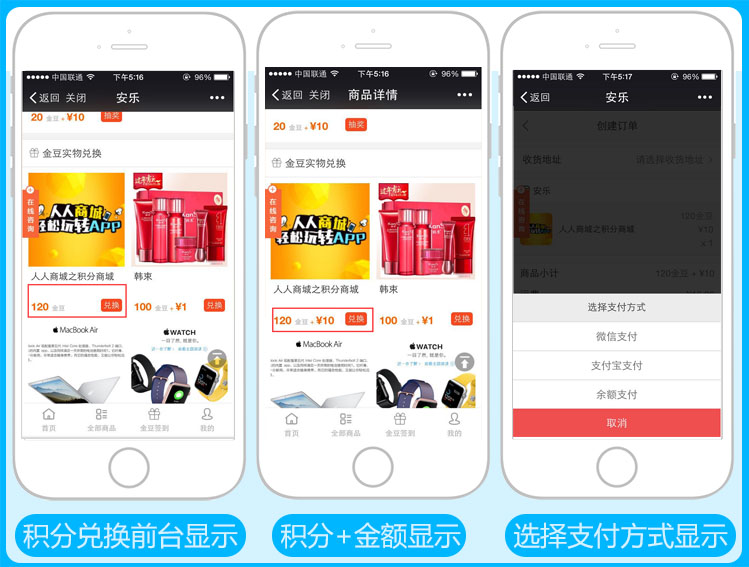 中国联通 下午5:16 96%
返回 关闭 安乐
20 金豆 + ¥10 抽奖
金豆实物兑换
在线咨询
人人商城
轻松玩转APP
人人商城之积分商城
韩束
120 金豆 兑换
100 金豆 + ¥1 兑换
MacBook Air
WATCH
一目了然,就是君子。
首页 全部商品 金豆签到 我的
积分兑换前台显示
中国联通 下午5:16 96%
返回 关闭 商品详情
20 金豆 + ¥10 抽奖
金豆实物兑换
在线咨询
人人商城
轻松玩转APP
人人商城之积分商城
韩束
120 金豆 + ¥10 兑换
100 金豆 + ¥1 兑换
MacBook Air
WATCH
首页 全部商品 金豆签到 我的
积分+金额显示
中国联通 下午5:17 96%
返回 安乐
创建订单
收货地址 请选择收货地址
安乐
在线咨询
人人商城之积分商城
120金豆
¥10
x 1
商品小计 120金豆 + ¥10
选择支付方式
微信支付
支付宝支付
余额支付
取消
选择支付方式显示